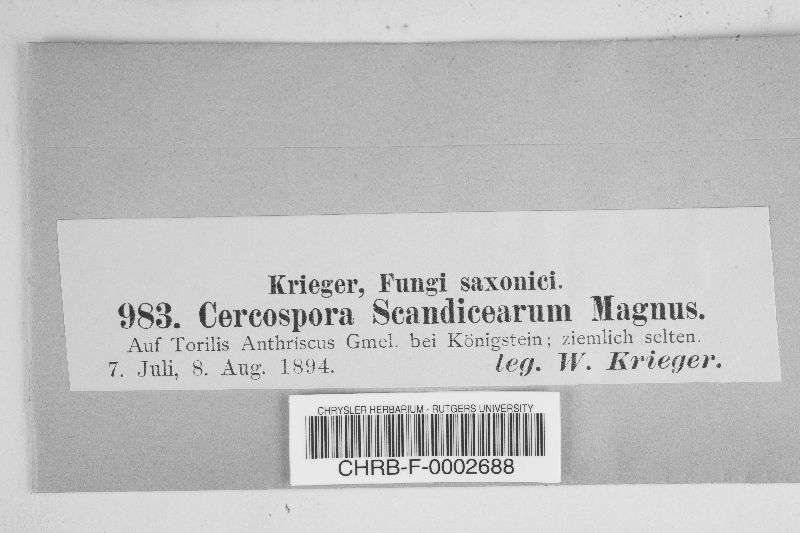 Krieger, Fungi saxonici.
983. Cercospora Scandicearum Magnus.
Auf Torilis Anthriscus Gmel. bei Königstein; ziemlich selten.
7. Juli, 8. Aug. 1894. leg. W. Krieger.
CHRYSLER HERBARIUM - RUTGERS UNIVERSITY
CHRB-F-0002688